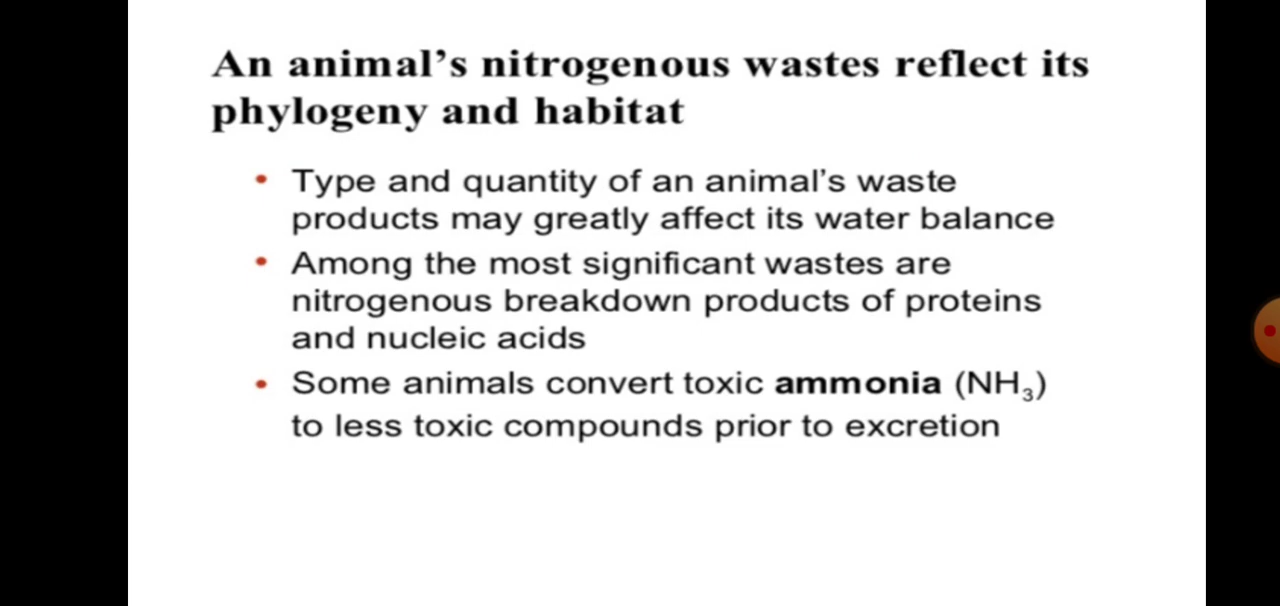 An animal’s nitrogenous wastes reflect its
phylogeny and habitat
• Type and quantity of an animal’s waste
products may greatly affect its water balance
• Among the most significant wastes are
nitrogenous breakdown products of proteins
and nucleic acids
• Some animals convert toxic ammonia (NH₃)
to less toxic compounds prior to excretion